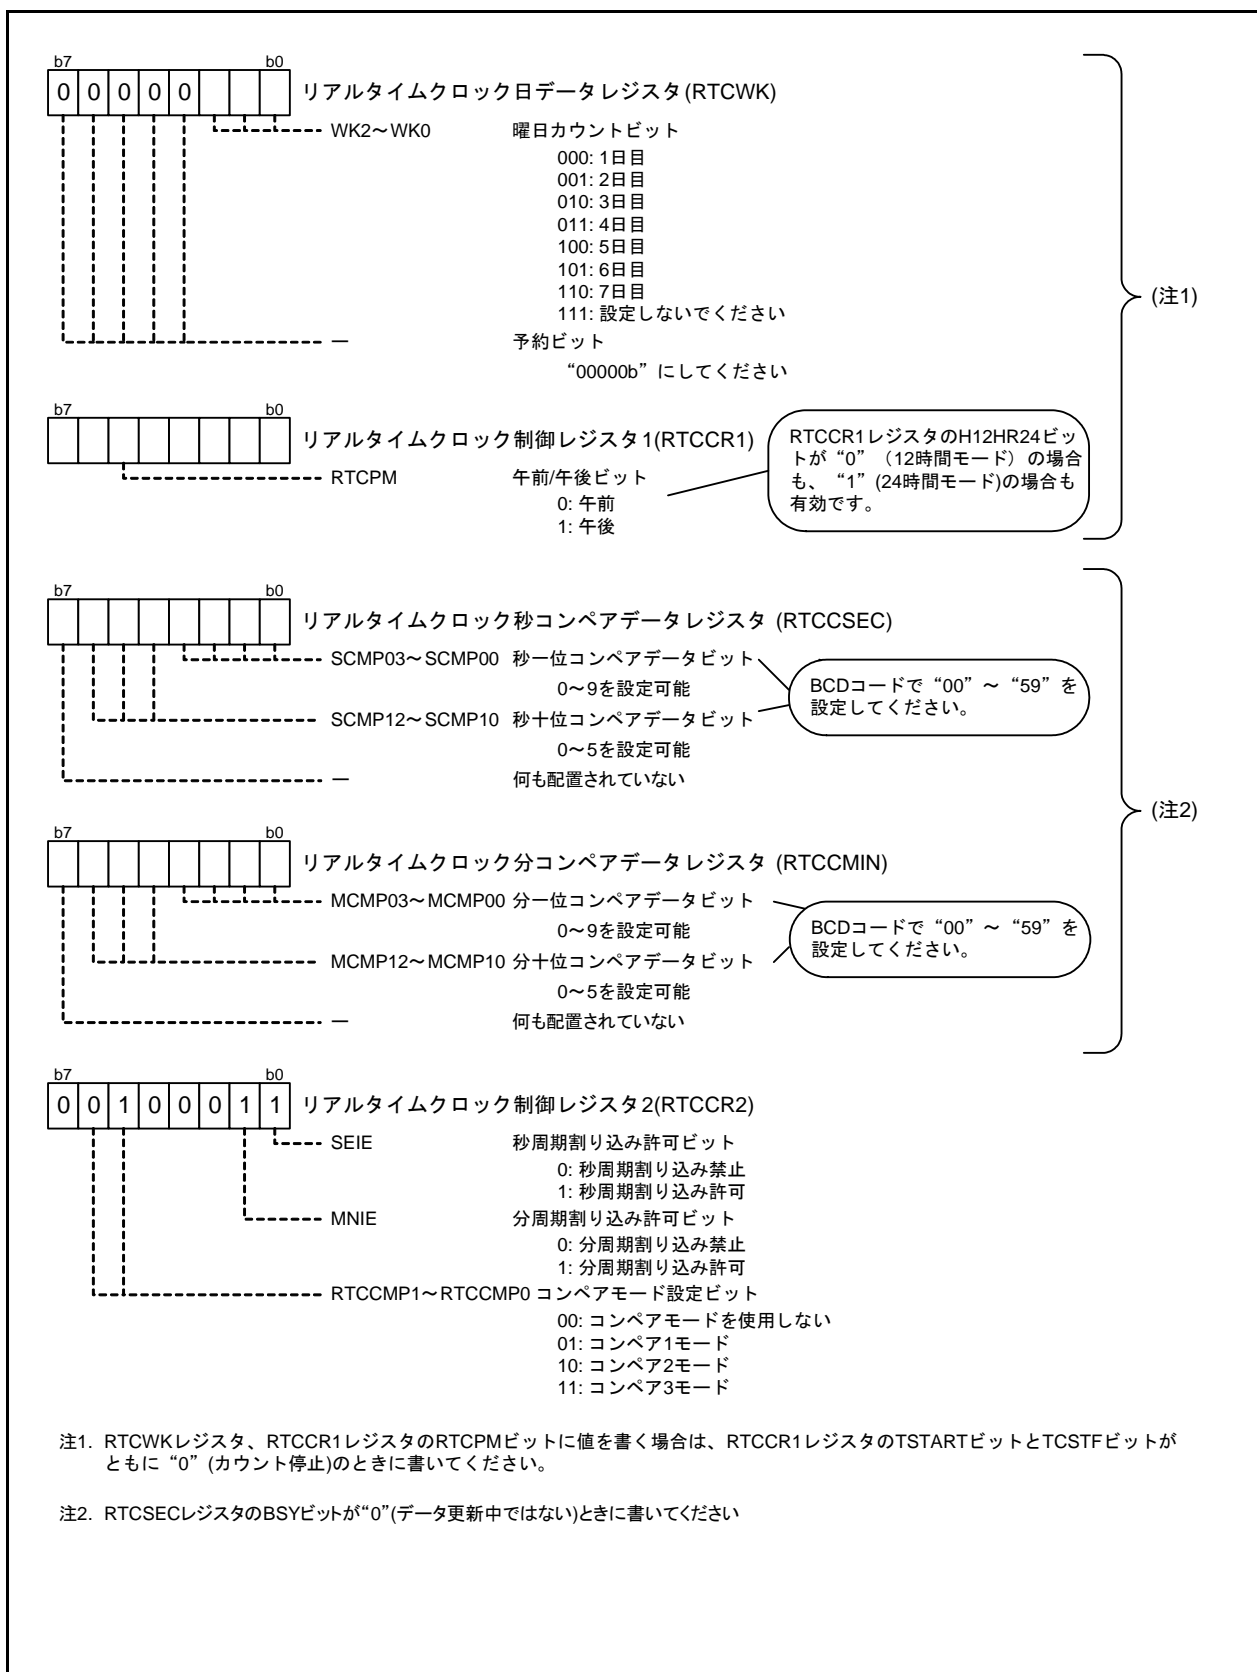 b7 b0
0 0 0 0 0 リアルタイムクロック日データレジスタ(RTCWK)
WK2～WK0 曜日カウントビット
000: 1日目
001: 2日目
010: 3日目
011: 4日目
100: 5日目
101: 6日目
110: 7日目
111: 設定しないでください
(注1)
― 予約ビット
“00000b”にしてください
b7 b0
リアルタイムクロック制御レジスタ1(RTCCR1)
RTCPM 午前/午後ビット
0: 午前
1: 午後
RTCCR1レジスタのH12HR24ビッ
トが“0”（12時間モード）の場合
も、“1”(24時間モード)の場合も
有効です。
b7 b0
リアルタイムクロック秒コンペアデータレジスタ (RTCCSEC)
SCMP03～SCMP00 秒一位コンペアデータビット
0～9を設定可能
SCMP12～SCMP10 秒十位コンペアデータビット
0～5を設定可能
― 何も配置されていない
BCDコードで“00”～“59”を
設定してください。
(注2)
b7 b0
リアルタイムクロック分コンペアデータレジスタ (RTCCMIN)
MCMP03～MCMP00 分一位コンペアデータビット
0～9を設定可能
MCMP12～MCMP10 分十位コンペアデータビット
0～5を設定可能
― 何も配置されていない
BCDコードで“00”～“59”を
設定してください。
b7 b0
0 0 1 0 0 0 1 1 リアルタイムクロック制御レジスタ2(RTCCR2)
SEIE 秒周期割り込み許可ビット
0: 秒周期割り込み禁止
1: 秒周期割り込み許可
MNIE 分周期割り込み許可ビット
0: 分周期割り込み禁止
1: 分周期割り込み許可
RTCCMP1～RTCCMP0 コンペアモード設定ビット
00: コンペアモードを使用しない
01: コンペア1モード
10: コンペア2モード
11: コンペア3モード
注1. RTCWKレジスタ、RTCCR1レジスタのRTCPMビットに値を書く場合は、RTCCR1レジスタのTSTARTビットとTCSTFビットが
ともに“0”(カウント停止)のときに書いてください。
注2. RTCSECレジスタのBSYビットが“0”(データ更新中ではない)ときに書いてください